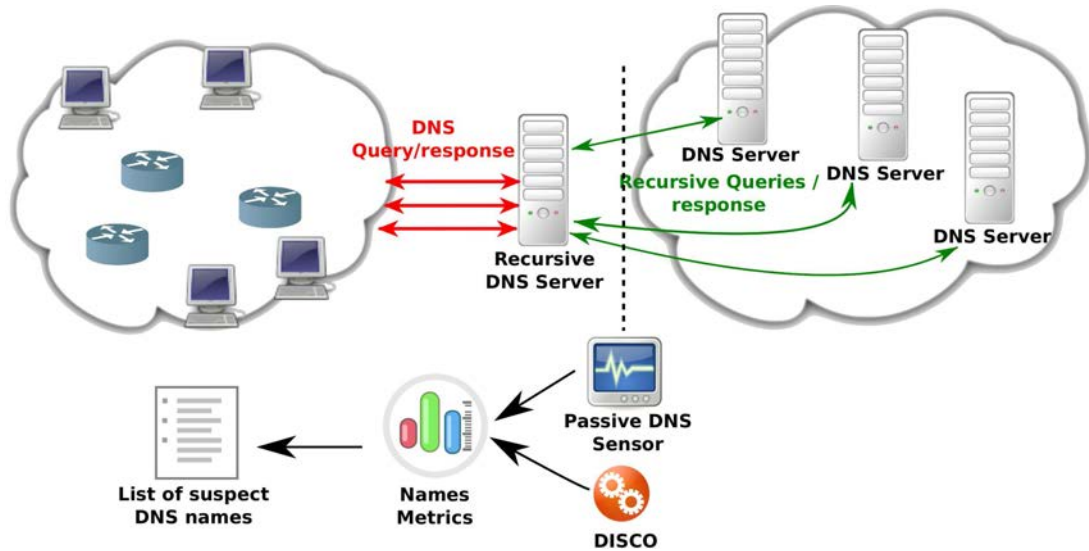 DNS
Query/response
DNS Server
DNS Server
Recursive Queries /
response
DNS Server
Recursive
DNS Server
Passive DNS
Sensor
List of suspect
DNS names
Names
Metrics
DISCO